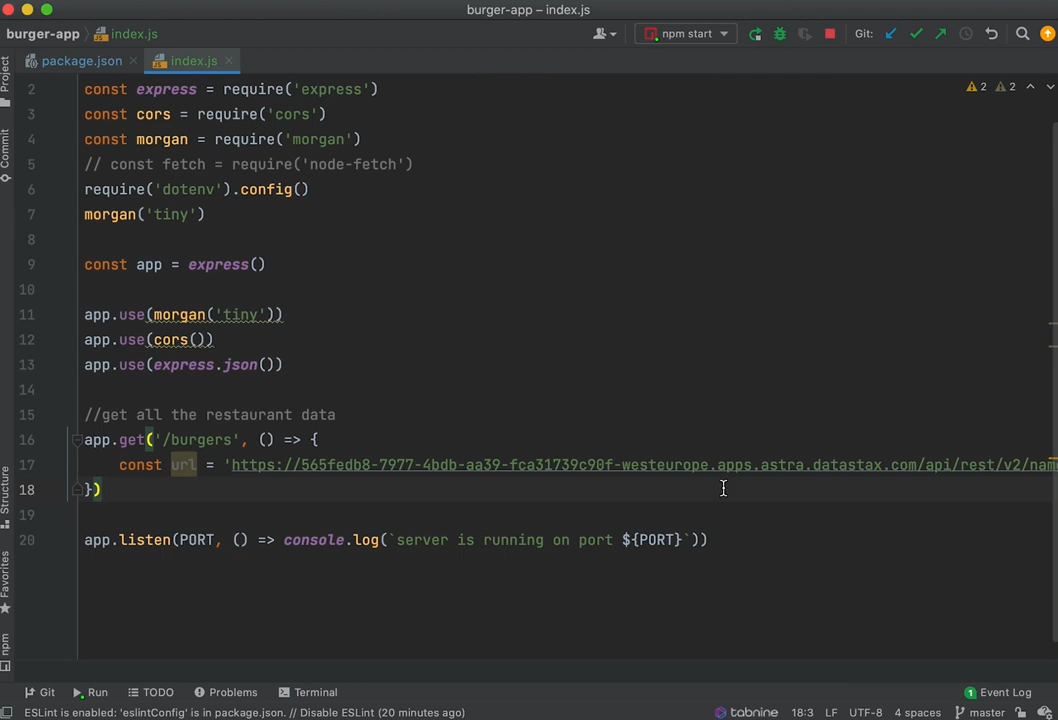 burger-app – index.js
burger-app index.js npm start Git:
package.json index.js
Project
Commit
Structure
Favorites
npm
2 const express = require('express') 2 2
3 const cors = require('cors')
4 const morgan = require('morgan')
5 // const fetch = require('node-fetch')
6 require('dotenv').config()
7 morgan('tiny')
8
9 const app = express()
10
11 app.use(morgan('tiny'))
12 app.use(cors())
13 app.use(express.json())
14
15 //get all the restaurant data
16 app.get('/burgers', () => {
17 const url = 'https://565fedb8-7977-4bdb-aa39-fca31739c90f-westeurope.apps.astra.datastax.com/api/rest/v2/nam
18 })
19
20 app.listen(PORT, () => console.log(`server is running on port ${PORT}`))
Git Run TODO Problems Terminal 1 Event Log
ESLint is enabled: 'eslintConfig' is in package.json. // Disable ESLint (20 minutes ago) tabnine 18:3 LF UTF-8 4 spaces master